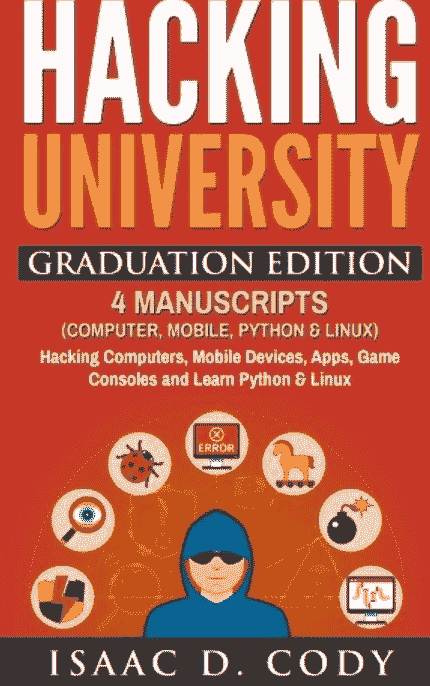 HACKING
UNIVERSITY
GRADUATION EDITION
4 MANUSCRIPTS
(COMPUTER, MOBILE, PYTHON & LINUX)
Hacking Computers, Mobile Devices, Apps, Game
Consoles and Learn Python & Linux
ERROR
ISAAC D. CODY